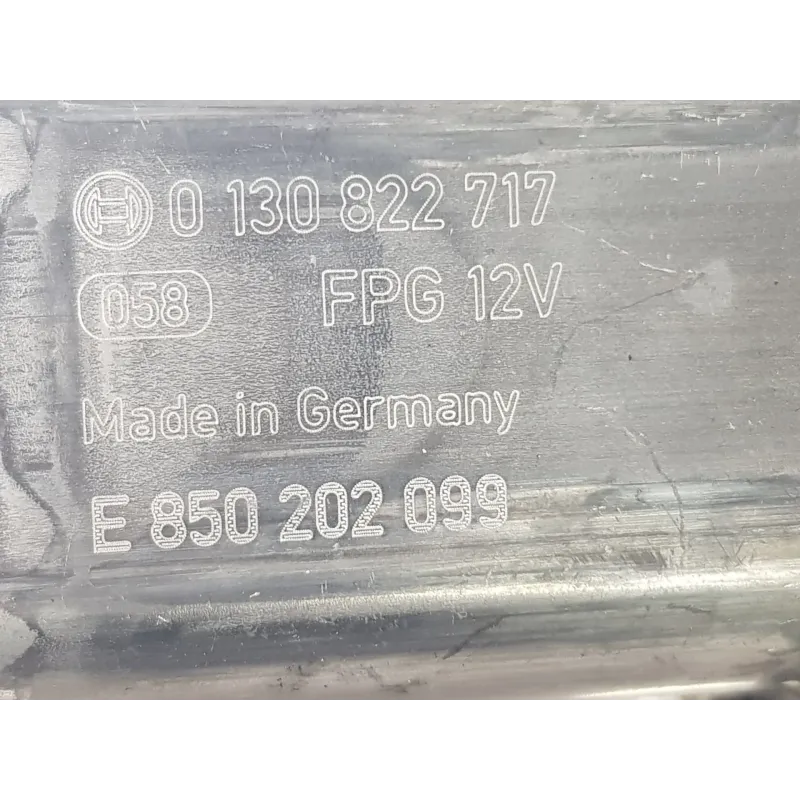 0 130 822 717
058 FPG 12V
Made in Germany
E 850 202 099